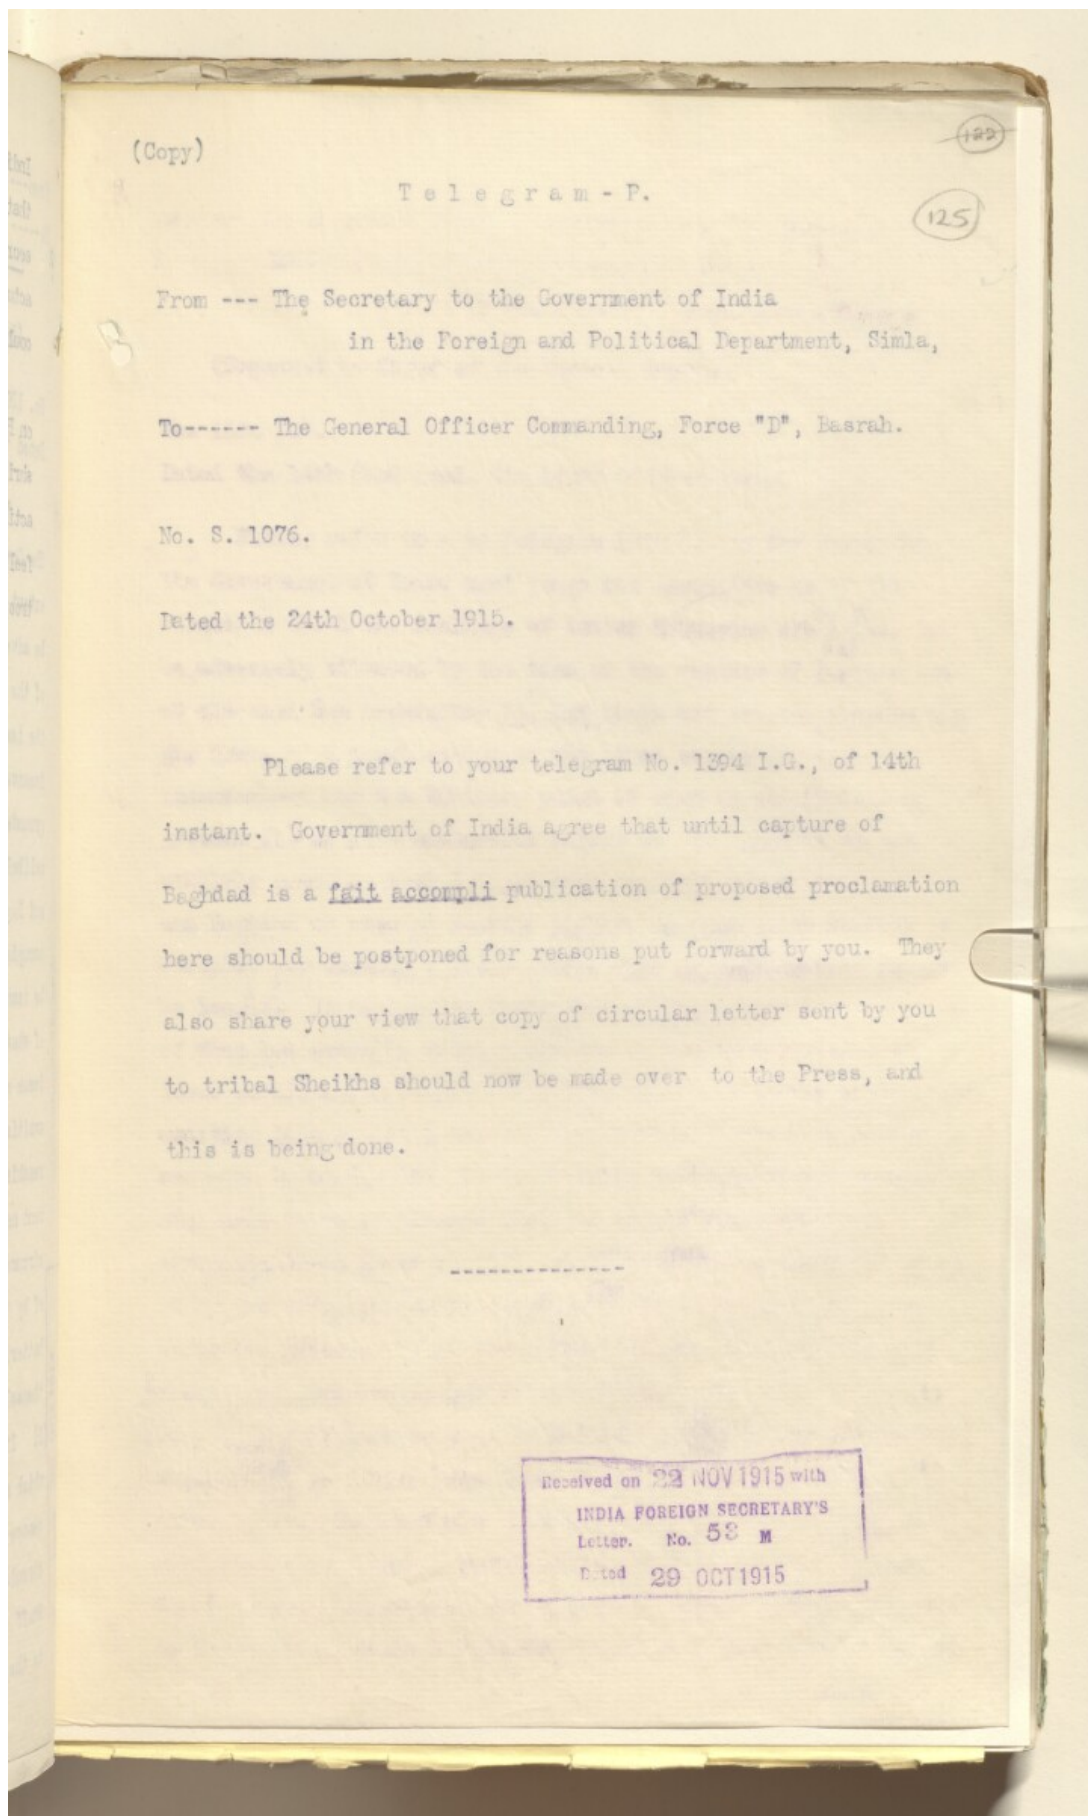 (Copy)
122
Telegram - P.
125
From --- The Secretary to the Government of India
in the Foreign and Political Department, Simla,
To------ The General Officer Commanding, Force "D", Basrah.
No. S. 1076.
Dated the 24th October 1915.
Please refer to your telegram No. 1394 I.G., of 14th
instant. Government of India agree that until capture of
Baghdad is a fait accompli publication of proposed proclamation
here should be postponed for reasons put forward by you. They
also share your view that copy of circular letter sent by you
to tribal Sheikhs should now be made over to the Press, and
this is being done.
--------------
Received on 22 NOV 1915 with
INDIA FOREIGN SECRETARY'S
Letter. No. 53 M
Dated 29 OCT 1915